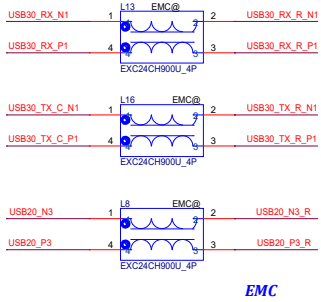 L13 EMC@
USB30_RX_N1 1 2 USB30_RX_R_N1
USB30_RX_P1 4 3 USB30_RX_R_P1
EXC24CH900U_4P
L16 EMC@
USB30_TX_C_N1 1 2 USB30_TX_R_N1
USB30_TX_C_P1 4 3 USB30_TX_R_P1
EXC24CH900U_4P
L8 EMC@
USB20_N3 1 2 USB20_N3_R
USB20_P3 4 3 USB20_P3_R
EXC24CH900U_4P
EMC